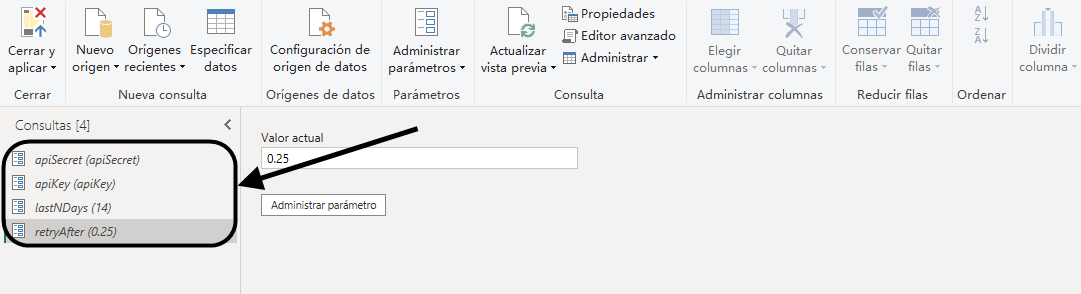 Cerrar y
aplicar
Cerrar
Nuevo
origen
Orígenes
recientes
Especificar
datos
Nueva consulta
Configuración de
origen de datos
Orígenes de datos
Administrar
parámetros
Parámetros
Actualizar
vista previa
Propiedades
Editor avanzado
Administrar
Consulta
Elegir
columnas
Quitar
columnas
Administrar columnas
Conservar
filas
Quitar
filas
Reducir filas
A
Z
Z
A
Ordenar
Dividir
columna
Consultas [4]
apiSecret (apiSecret)
apiKey (apiKey)
lastNDays (14)
retryAfter (0.25)
Valor actual
0.25
Administrar parámetro